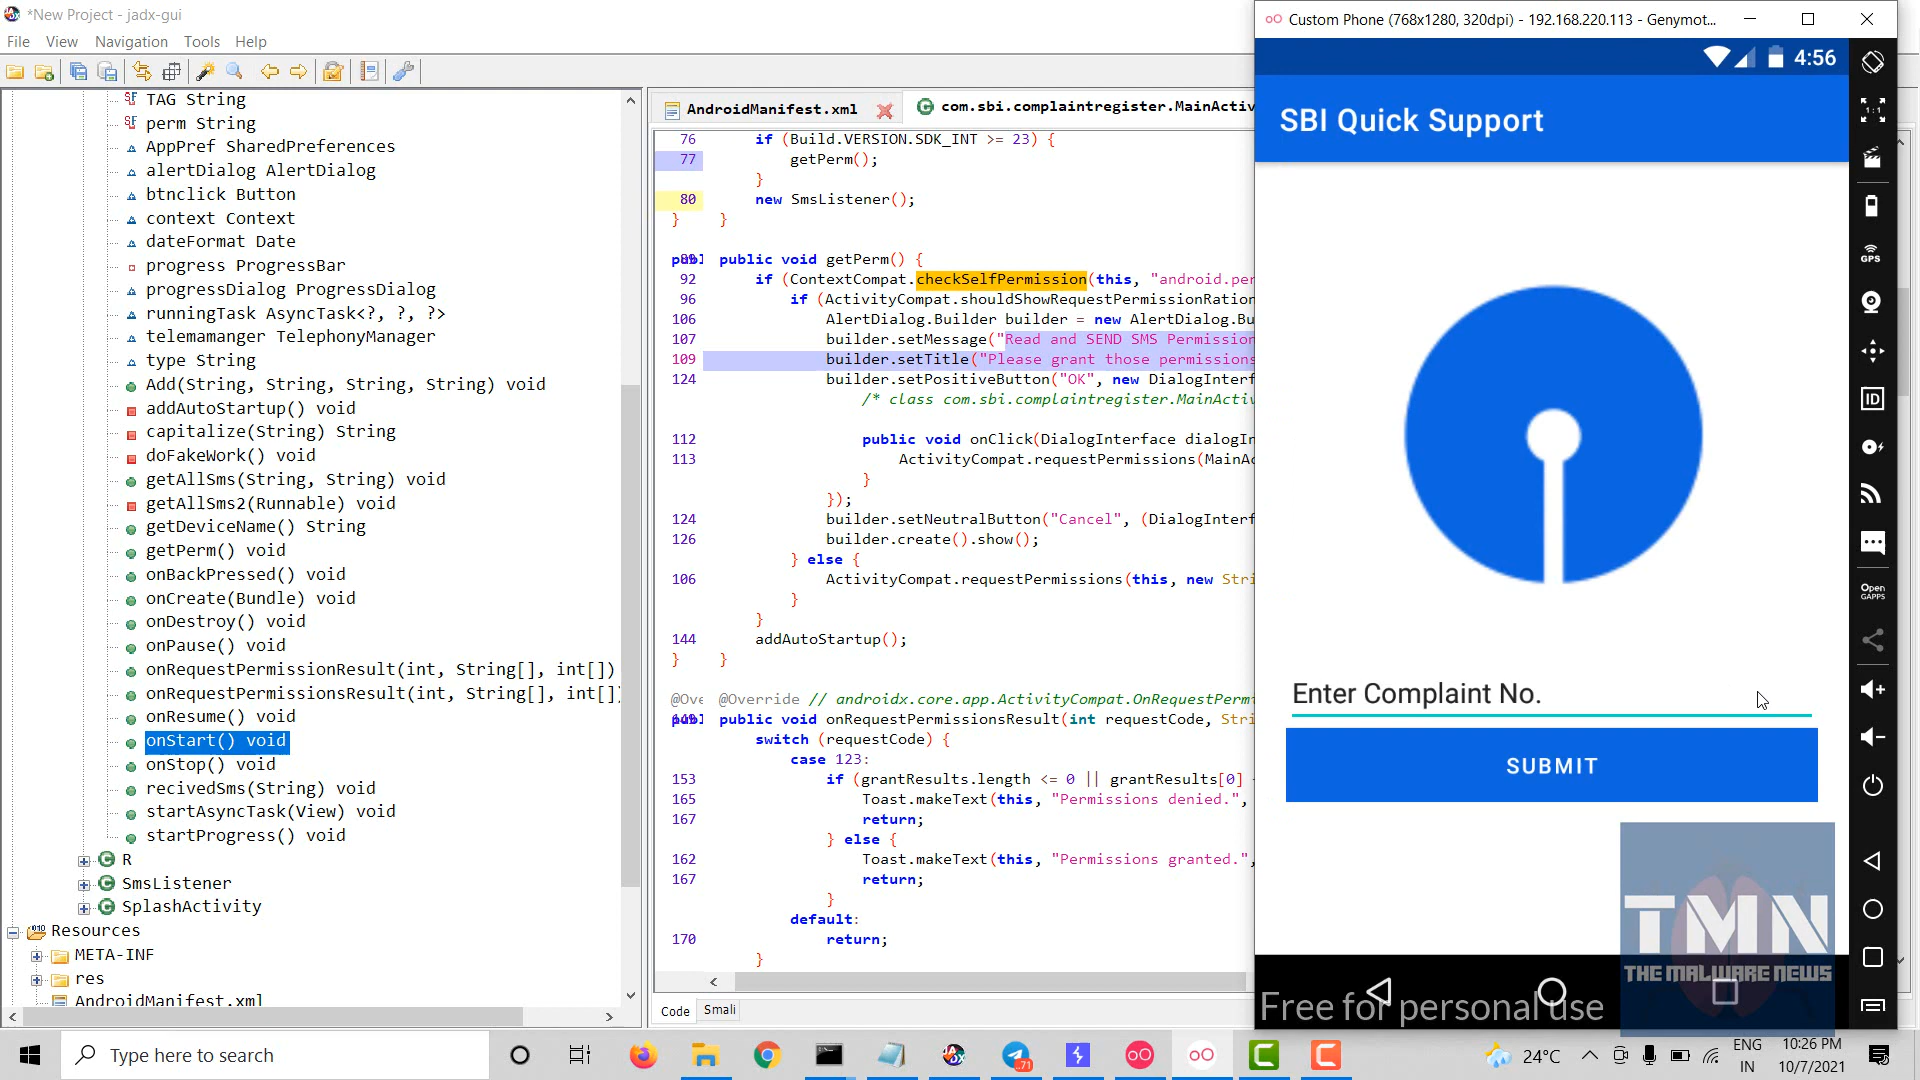 *New Project - jadx-gui
File View Navigation Tools Help
TAG String
perm String
AppPref SharedPreferences
alertDialog AlertDialog
btnclick Button
context Context
dateFormat Date
progress ProgressBar
progressDialog ProgressDialog
runningTask AsyncTask<?, ?, ?>
telemamanger TelephonyManager
type String
Add(String, String, String, String) void
addAutoStartup() void
capitalize(String) String
doFakeWork() void
getAllSms(String, String) void
getAllSms2(Runnable) void
getDeviceName() String
getPerm() void
onBackPressed() void
onCreate(Bundle) void
onDestroy() void
onPause() void
onRequestPermissionResult(int, String[], int[])
onRequestPermissionsResult(int, String[], int[]
onResume() void
onStart() void
onStop() void
recivedSms(String) void
startAsyncTask(View) void
startProgress() void
R
SmsListener
SplashActivity
Resources
META-INF
res
AndroidManifest.xml
AndroidManifest.xml com.sbi.complaintregister.MainActiv
76 if (Build.VERSION.SDK_INT >= 23) {
77 getPerm();
}
80 new SmsListener();
} }
public void getPerm() {
92 if (ContextCompat.checkSelfPermission(this, "android.per
96 if (ActivityCompat.shouldShowRequestPermissionRation
106 AlertDialog.Builder builder = new AlertDialog.Bu
107 builder.setMessage("Read and SEND SMS Permission
109 builder.setTitle("Please grant those permissions
124 builder.setPositiveButton("OK", new DialogInterf
/* class com.sbi.complaintregister.MainActiv
112 public void onClick(DialogInterface dialogIn
113 ActivityCompat.requestPermissions(MainAc
}
});
124 builder.setNeutralButton("Cancel", (DialogInterf
126 builder.create().show();
} else {
106 ActivityCompat.requestPermissions(this, new Stri
}
}
144 addAutoStartup();
} }
@Ove @Override // androidx.core.app.ActivityCompat.OnRequestPermi
public void onRequestPermissionsResult(int requestCode, Stri
switch (requestCode) {
case 123:
153 if (grantResults.length <= 0 || grantResults[0]
165 Toast.makeText(this, "Permissions denied.",
167 return;
} else {
162 Toast.makeText(this, "Permissions granted.",
167 return;
}
default:
170 return;
}
Code Smali
Custom Phone (768x1280, 320dpi) - 192.168.220.113 - Genymot...
4:56
SBI Quick Support
Enter Complaint No.
SUBMIT
TMN
THE MALWARE NEWS
Free for personal use
1:1
GPS
ID
Open
GAPPS
Type here to search
24°C
ENG
IN
10:26 PM
10/7/2021